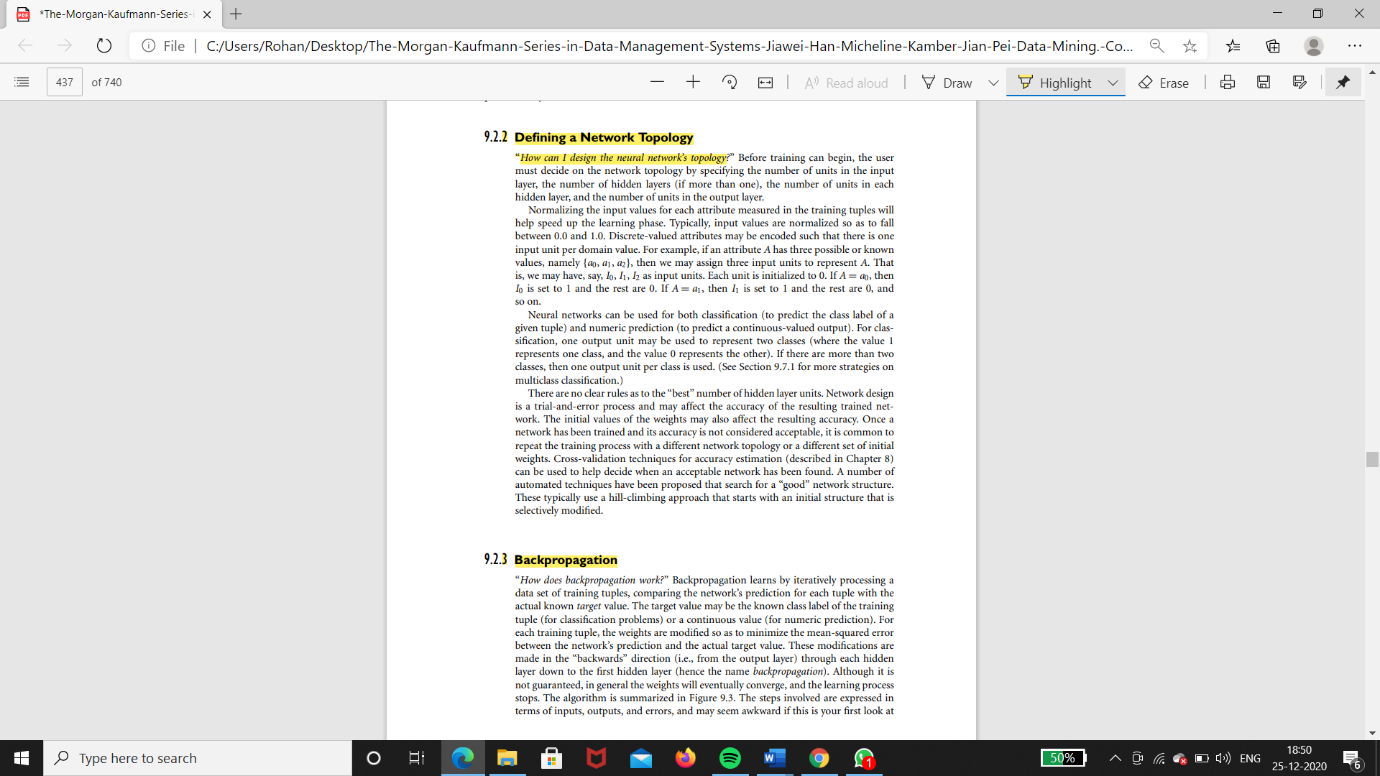 *The-Morgan-Kaufmann-Series-
File | C:/Users/Rohan/Desktop/The-Morgan-Kaufmann-Series-in-Data-Management-Systems-Jiawei-Han-Micheline-Kamber-Jian-Pei-Data-Mining.-Co...
437 of 740 Read aloud Draw Highlight Erase
9.2.2 Defining a Network Topology
“How can I design the neural network’s topology?” Before training can begin, the user
must decide on the network topology by specifying the number of units in the input
layer, the number of hidden layers (if more than one), the number of units in each
hidden layer, and the number of units in the output layer.
Normalizing the input values for each attribute measured in the training tuples will
help speed up the learning phase. Typically, input values are normalized so as to fall
between 0.0 and 1.0. Discrete-valued attributes may be encoded such that there is one
input unit per domain value. For example, if an attribute A has three possible or known
values, namely {a₀, a₁, a₂}, then we may assign three input units to represent A. That
is, we may have, say, I₀, I₁, I₂ as input units. Each unit is initialized to 0. If A = a₀, then
I₀ is set to 1 and the rest are 0. If A = a₁, then I₁ is set to 1 and the rest are 0, and
so on.
Neural networks can be used for both classification (to predict the class label of a
given tuple) and numeric prediction (to predict a continuous-valued output). For clas-
sification, one output unit may be used to represent two classes (where the value 1
represents one class, and the value 0 represents the other). If there are more than two
classes, then one output unit per class is used. (See Section 9.7.1 for more strategies on
multiclass classification.)
There are no clear rules as to the “best” number of hidden layer units. Network design
is a trial-and-error process and may affect the accuracy of the resulting trained net-
work. The initial values of the weights may also affect the resulting accuracy. Once a
network has been trained and its accuracy is not considered acceptable, it is common to
repeat the training process with a different network topology or a different set of initial
weights. Cross-validation techniques for accuracy estimation (described in Chapter 8)
can be used to help decide when an acceptable network has been found. A number of
automated techniques have been proposed that search for a “good” network structure.
These typically use a hill-climbing approach that starts with an initial structure that is
selectively modified.
9.2.3 Backpropagation
“How does backpropagation work?” Backpropagation learns by iteratively processing a
data set of training tuples, comparing the network’s prediction for each tuple with the
actual known target value. The target value may be the known class label of the training
tuple (for classification problems) or a continuous value (for numeric prediction). For
each training tuple, the weights are modified so as to minimize the mean-squared error
between the network’s prediction and the actual target value. These modifications are
made in the “backwards” direction (i.e., from the output layer) through each hidden
layer down to the first hidden layer (hence the name backpropagation). Although it is
not guaranteed, in general the weights will eventually converge, and the learning process
stops. The algorithm is summarized in Figure 9.3. The steps involved are expressed in
terms of inputs, outputs, and errors, and may seem awkward if this is your first look at
Type here to search
50%
ENG
18:50
25-12-2020